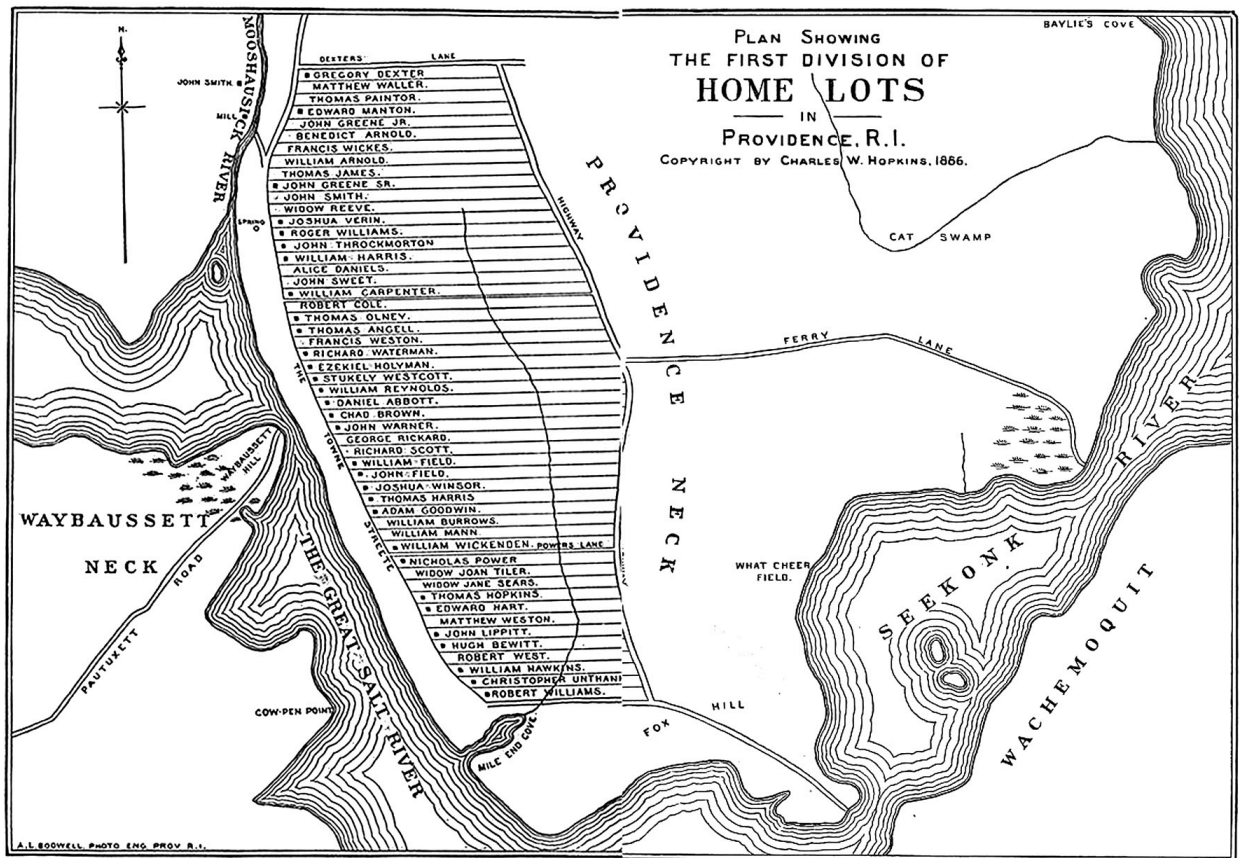 PLAN SHOWING
THE FIRST DIVISION OF
HOME LOTS
IN
PROVIDENCE, R.I.
COPYRIGHT BY CHARLES W. HOPKINS, 1886.
BAYLIE'S COVE
N.
MOOSHAUSICK RIVER
JOHN SMITH
MILL
SPRING
DEXTERS' LANE
GREGORY DEXTER
MATTHEW WALLER.
THOMAS PAINTOR.
EDWARD MANTON.
JOHN GREENE JR.
BENEDICT ARNOLD.
FRANCIS WICKES.
WILLIAM ARNOLD.
THOMAS JAMES.
JOHN GREENE SR.
JOHN SMITH.
WIDOW REEVE.
JOSHUA VERIN.
ROGER WILLIAMS.
JOHN THROCKMORTON
WILLIAM HARRIS.
ALICE DANIELS.
JOHN SWEET.
WILLIAM CARPENTER.
ROBERT COLE.
THOMAS OLNEY.
THOMAS ANGELL.
FRANCIS WESTON.
RICHARD WATERMAN.
EZEKIEL HOLYMAN.
STUKELY WESTCOTT.
WILLIAM REYNOLDS.
DANIEL ABBOTT.
CHAD BROWN.
JOHN WARNER.
GEORGE RICKARD.
RICHARD SCOTT.
WILLIAM FIELD.
JOHN FIELD.
JOSHUA WINSOR.
THOMAS HARRIS
ADAM GOODWIN.
WILLIAM BURROWS.
WILLIAM MANN.
WILLIAM WICKENDEN. POWERS LANE
NICHOLAS POWER
WIDOW JOAN TILER.
WIDOW JANE SEARS.
THOMAS HOPKINS.
EDWARD HART.
MATTHEW WESTON.
JOHN LIPPITT.
HUGH BEWITT.
ROBERT WEST.
WILLIAM HAWKINS.
CHRISTOPHER UNTHAN
ROBERT WILLIAMS.
THE TOWNE STREETE
HIGHWAY
PROVIDENCE NECK
CAT SWAMP
FERRY LANE
SEEKONK RIVER
WHAT CHEER
FIELD.
WACHEMOQUIT
FOX HILL
MILE END COVE.
THE GREAT SALT RIVER
COW-PEN POINT
WAYBAUSSETT
HILL
WAYBAUSSETT
NECK
PAUTUXETT ROAD
A.L. BODWELL PHOTO ENG. PROV R.I.